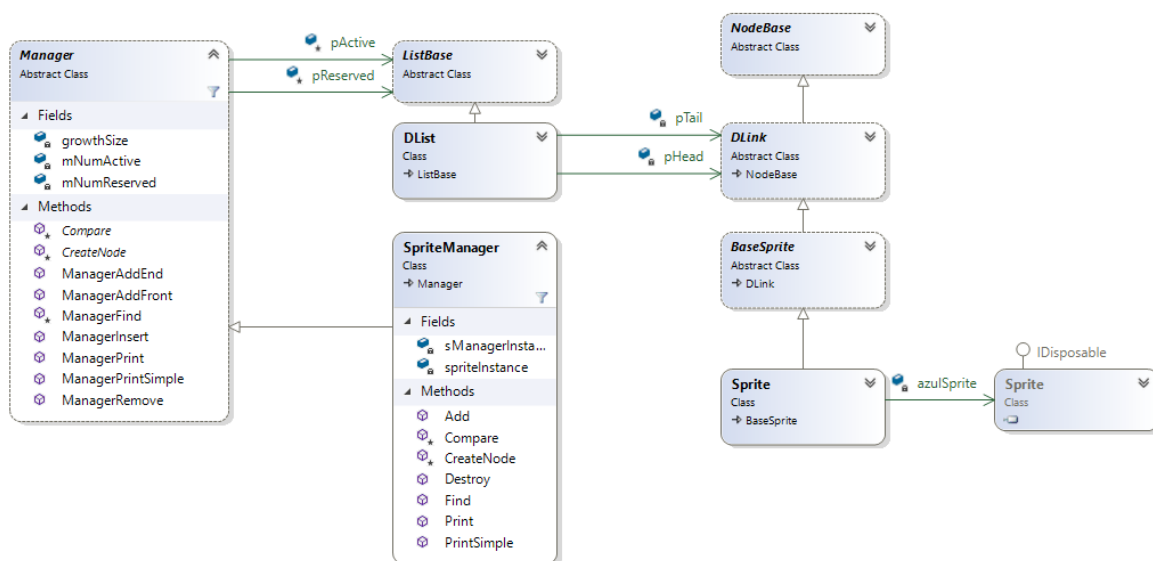 Manager
Abstract Class
Fields
growthSize
mNumActive
mNumReserved
Methods
Compare
CreateNode
ManagerAddEnd
ManagerAddFront
ManagerFind
ManagerInsert
ManagerPrint
ManagerPrintSimple
ManagerRemove
pActive
pReserved
ListBase
Abstract Class
DList
Class
ListBase
SpriteManager
Class
Manager
Fields
sManagerInsta...
spriteInstance
Methods
Add
Compare
CreateNode
Destroy
Find
Print
PrintSimple
pTail
pHead
NodeBase
Abstract Class
DLink
Abstract Class
NodeBase
BaseSprite
Abstract Class
DLink
Sprite
Class
BaseSprite
azulSprite
IDisposable
Sprite
Class